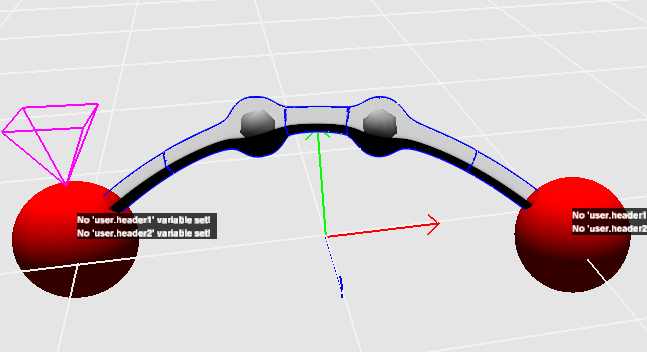 No 'user.header1' variable set!
No 'user.header2' variable set!
No 'user.header1
No 'user.header2